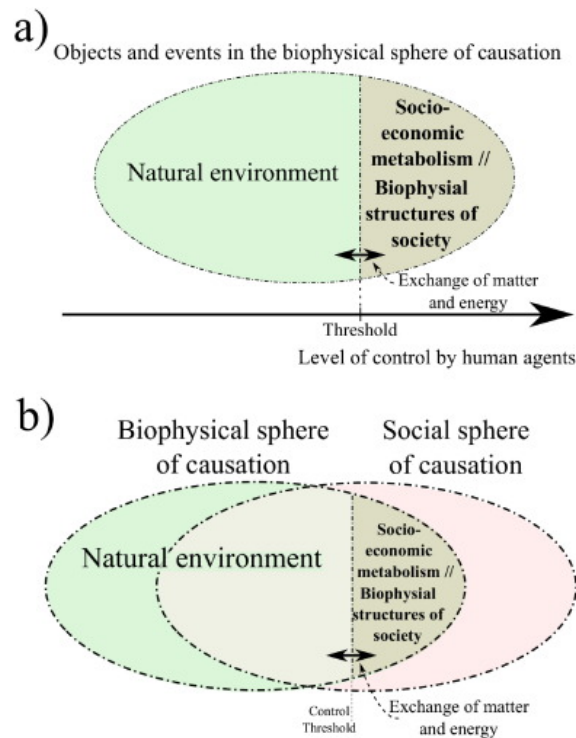 a)
Objects and events in the biophysical sphere of causation
Natural environment
Socio-
economic
metabolism //
Biophysial
structures of
society
Exchange of matter
and energy
Threshold
Level of control by human agents
b)
Biophysical sphere
of causation
Social sphere
of causation
Natural environment
Socio-
economic
metabolism //
Biophysial
structures of
society
Control
Threshold
Exchange of matter
and energy